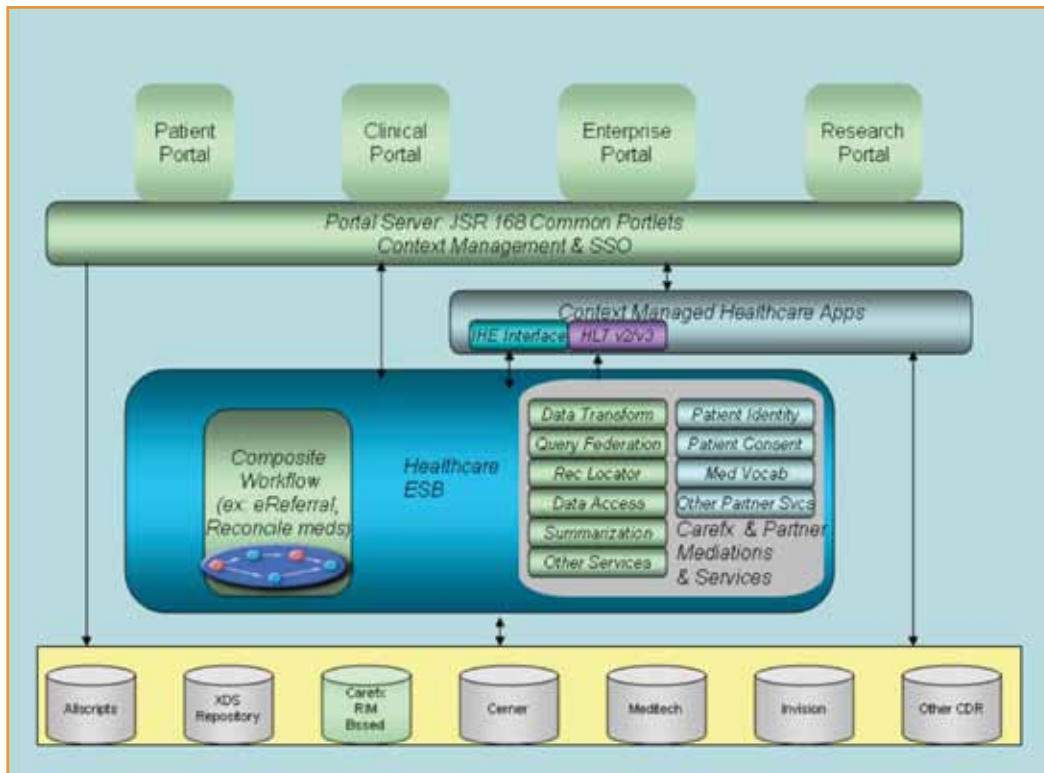 Patient
Portal
Clinical
Portal
Enterprise
Portal
Research
Portal
Portal Server: JSR 168 Common Portlets
Context Management & SSO
Context Managed Healthcare Apps
IHE Interface
HL7 v2/v3
Composite
Workflow
(ex: eReferral,
Reconcile meds)
Healthcare
ESB
Data Transform
Query Federation
Rec Locator
Data Access
Summarization
Other Services
Patient Identity
Patient Consent
Med Vocab
Other Partner Svcs
Carefx & Partner
Mediations
& Services
Allscripts
XDS
Repository
Carefx
RIM
Bssed
Cerner
Meditech
Invision
Other CDR